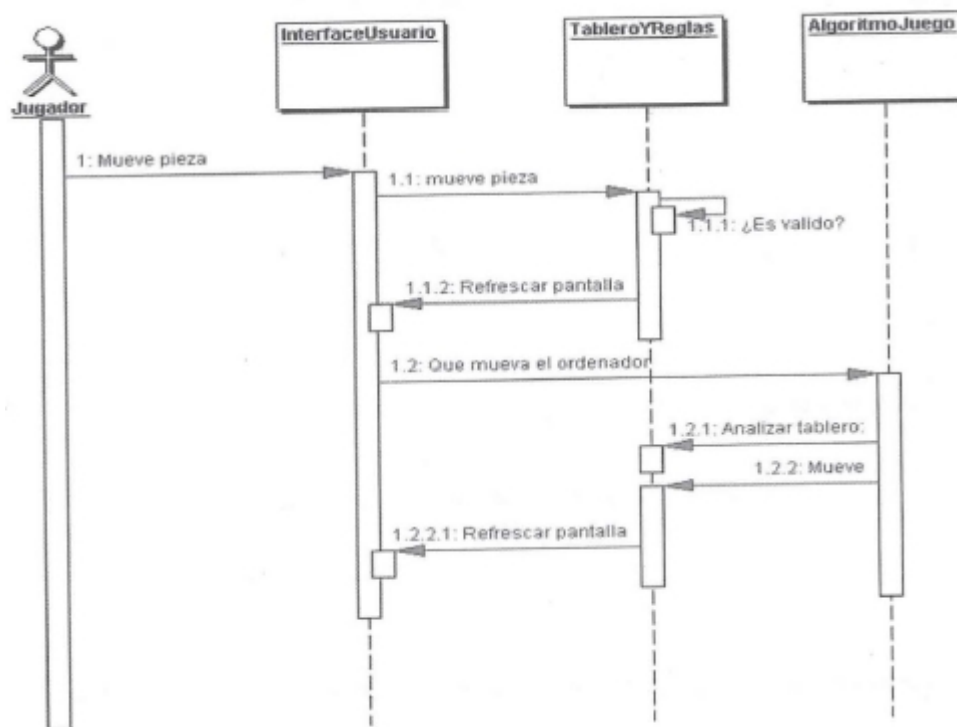 InterfaceUsuario
TableroYReglas
AlgoritmoJuego
Jugador
1: Mueve pieza
1.1: mueve pieza
1.1.1: ¿Es valido?
1.1.2: Refrescar pantalla
1.2: Que mueva el ordenador
1.2.1: Analizar tablero:
1.2.2: Mueve
1.2.2.1: Refrescar pantalla